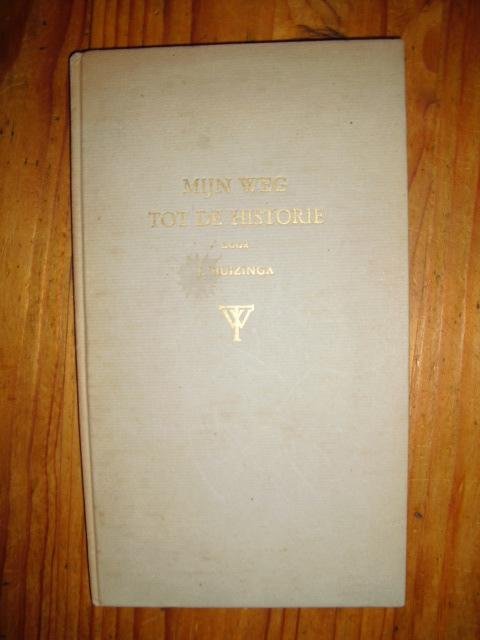 MIJN WEG
TOT DE HISTORIE
DOOR
J. HUIZINGA